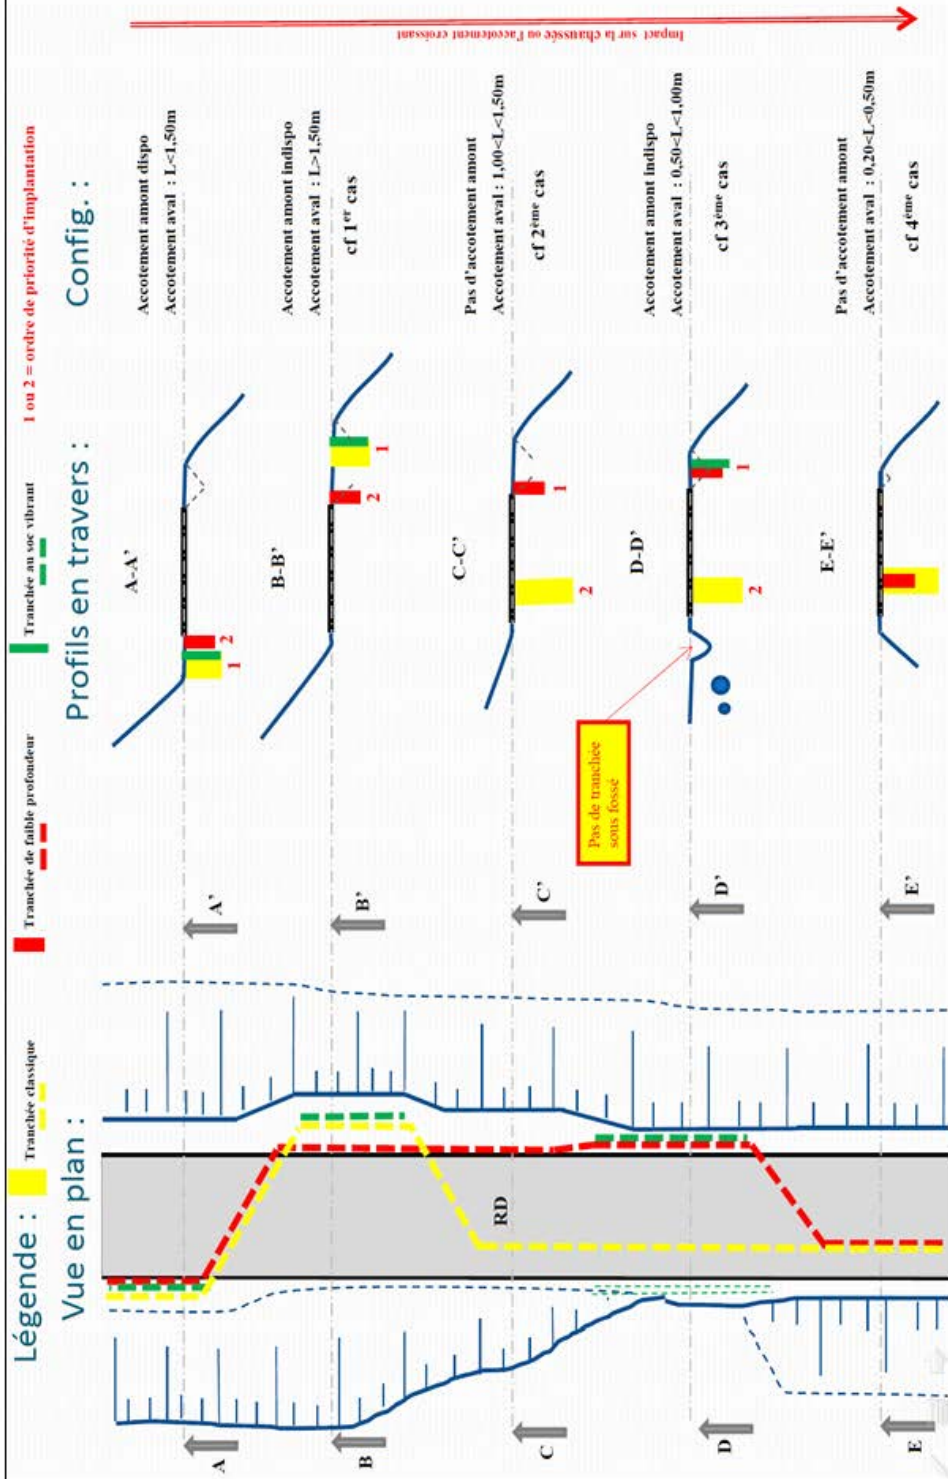 Légende :
Tranchée classique
Tranchée de faible profondeur
Tranchée au soc vibrant
1 ou 2 = ordre de priorité d'implantation
Vue en plan :
Profils en travers :
Config. :
A
A'
A-A'
1
2
Accotement amont dispo
Accotement aval : L<1,50m
B
B'
B-B'
2
1
Accotement amont indispo
Accotement aval : L>1,50m
cf 1er cas
RD
C
C'
C-C'
2
1
Pas d'accotement amont
Accotement aval : 1,00<L<1,50m
cf 2ème cas
Pas de tranchée
sous fossé
D
D'
D-D'
2
1
Accotement amont indispo
Accotement aval : 0,50<L<1,00m
cf 3ème cas
E
E'
E-E'
Pas d'accotement amont
Accotement aval : 0,20<L<0,50m
cf 4ème cas
Impact sur la chaussée ou l'accotement croissant